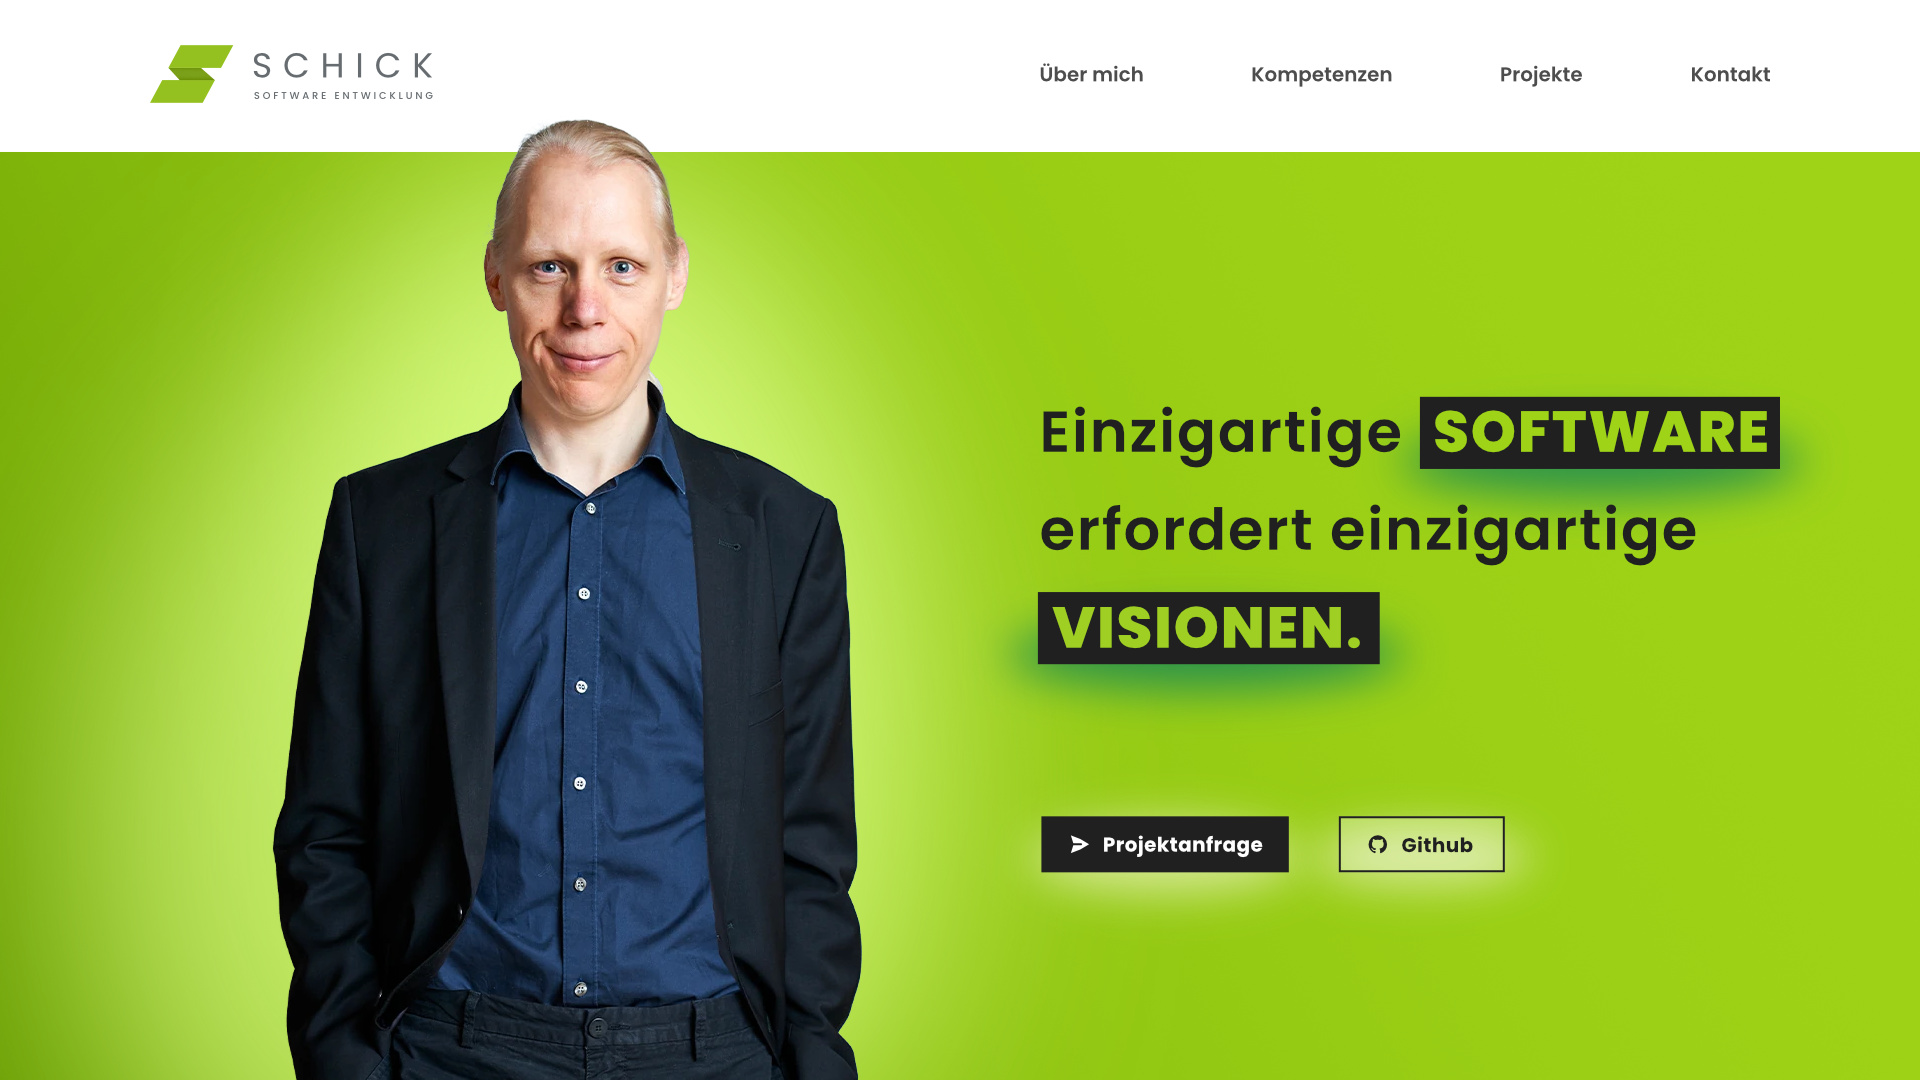 SCHICK
SOFTWARE ENTWICKLUNG
Über mich Kompetenzen Projekte Kontakt
Einzigartige SOFTWARE
erfordert einzigartige
VISIONEN.
Projektanfrage Github